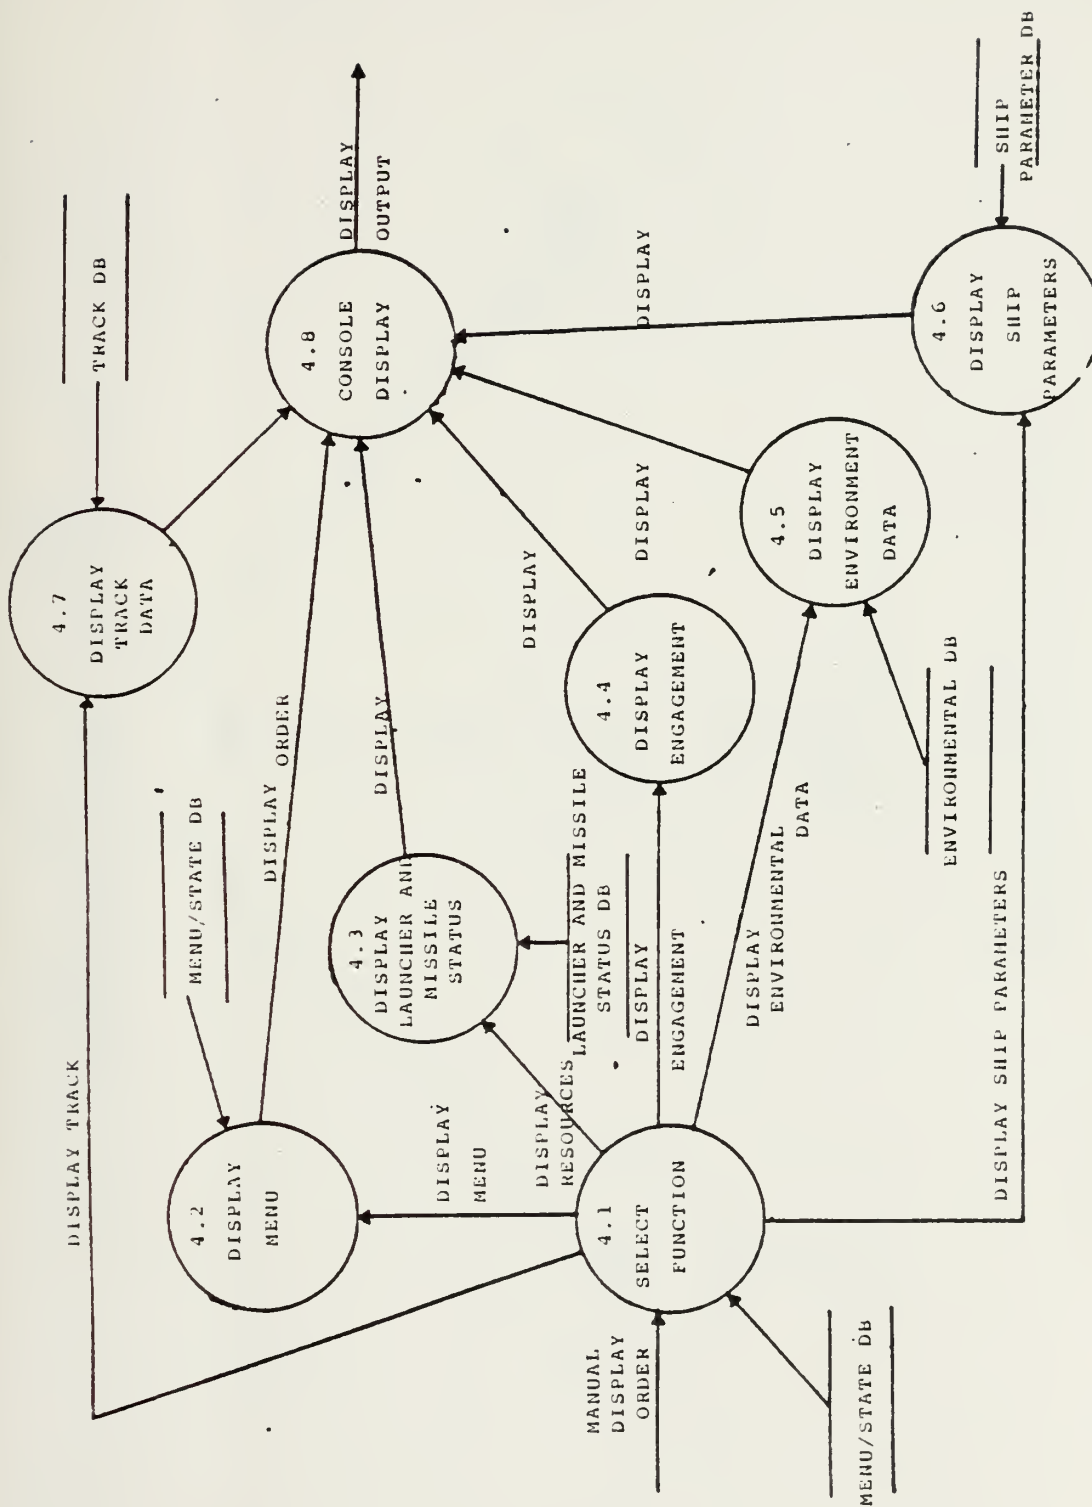 DISPLAY TRACK
4.7
DISPLAY
TRACK
DATA
TRACK DB
MENU/STATE DB
4.2
DISPLAY
MENU
DISPLAY
ORDER
4.8
CONSOLE
DISPLAY
DISPLAY
OUTPUT
4.3
DISPLAY
LAUNCHER AND
MISSILE
STATUS
DISPLAY
DISPLAY
MENU
DISPLAY
RESOURCES
LAUNCHER AND MISSILE
STATUS DB
MANUAL
DISPLAY
ORDER
4.1
SELECT
FUNCTION
DISPLAY
ENGAGEMENT
4.4
DISPLAY
ENGAGEMENT
DISPLAY
DISPLAY
DISPLAY
DISPLAY
ENVIRONMENTAL
DATA
4.5
DISPLAY
ENVIRONMENT
DATA
MENU/STATE DB
ENVIRONMENTAL DB
4.6
DISPLAY
SHIP
PARAMETERS
SHIP
PARAMETER DB
DISPLAY SHIP PARAMETERS